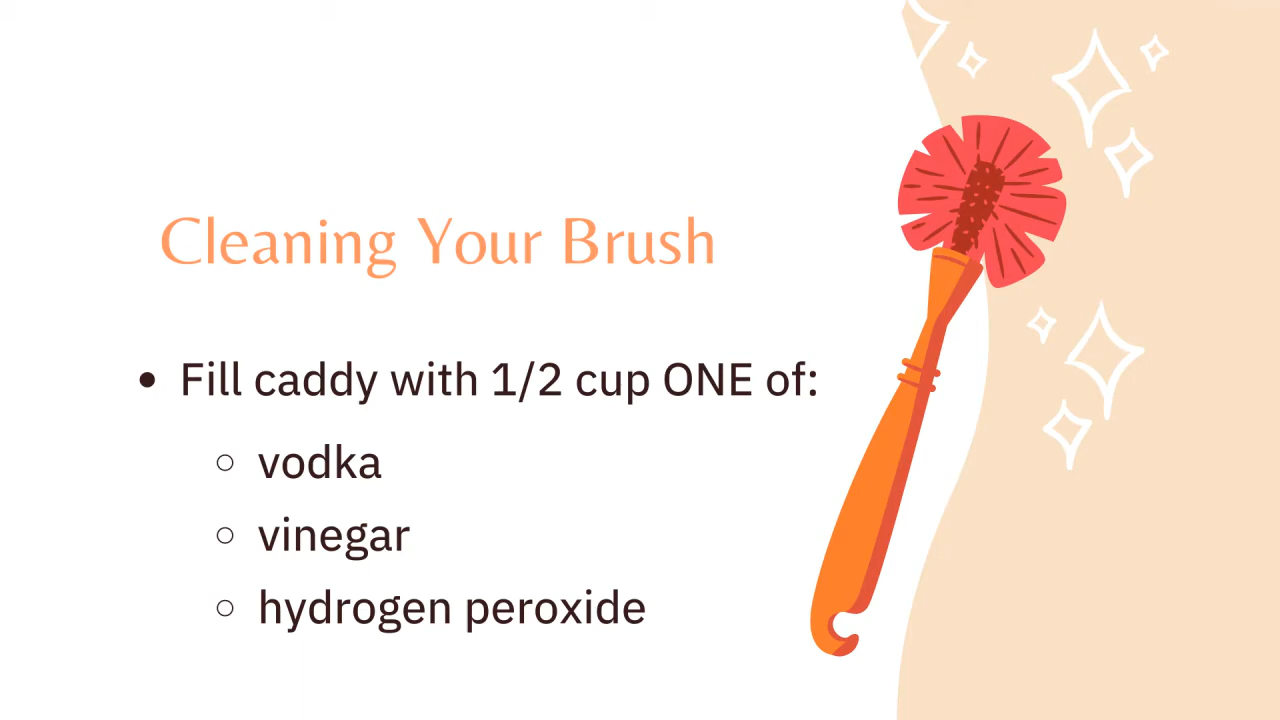 Cleaning Your Brush
• Fill caddy with 1/2 cup ONE of:
○ vodka
○ vinegar
○ hydrogen peroxide